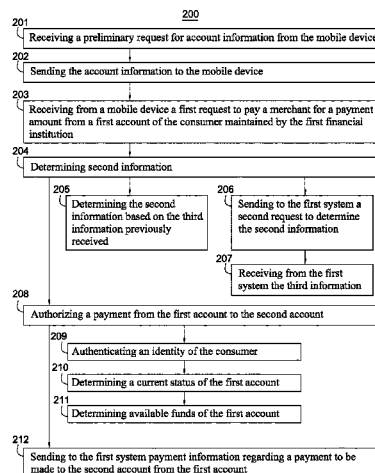 200
201
Receiving a preliminary request for account information from the mobile device
202
Sending the account information to the mobile device
203
Receiving from a mobile device a first request to pay a merchant for a payment
amount from a first account of the consumer maintained by the first financial
institution
204
Determining second information
205
Determining the second
information based on the third
information previously
received
206
Sending to the first system a
second request to determine
the second information
207
Receiving from the first
system the third information
208
Authorizing a payment from the first account to the second account
209
Authenticating an identity of the consumer
210
Determining a current status of the first account
211
Determining available funds of the first account
212
Sending to the first system payment information regarding a payment to be
made to the second account from the first account